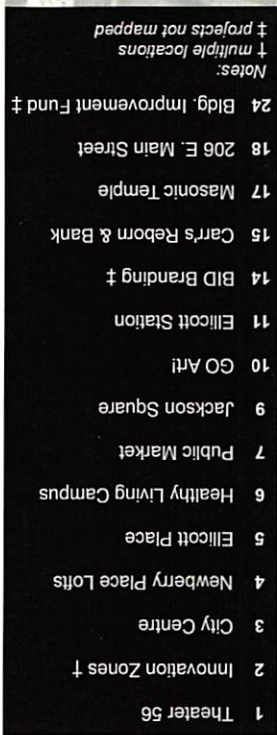 1 Theater 56
2 Innovation Zones †
3 City Centre
4 Newberry Place Lofts
5 Ellicott Place
6 Healthy Living Campus
7 Public Market
9 Jackson Square
10 GO Art!
11 Ellicott Station
14 BID Branding ‡
15 Carr's Reborn & Bank
17 Masonic Temple
18 206 E. Main Street
24 Bldg. Improvement Fund ‡
Notes:
† multiple locations
‡ projects not mapped